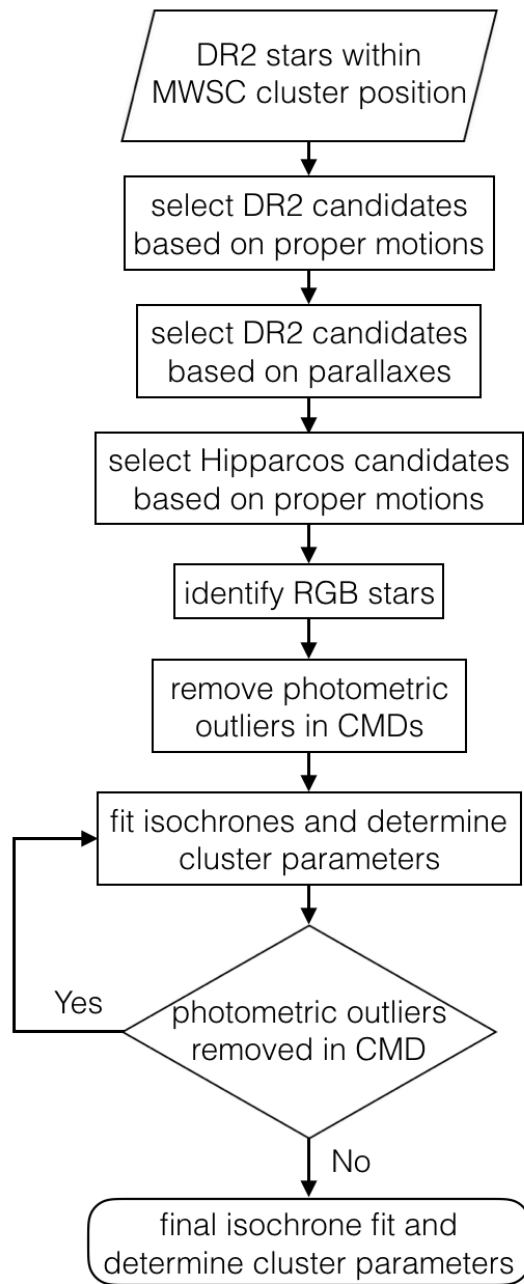 DR2 stars within
MWSC cluster position
select DR2 candidates
based on proper motions
select DR2 candidates
based on parallaxes
select Hipparcos candidates
based on proper motions
identify RGB stars
remove photometric
outliers in CMDs
fit isochrones and determine
cluster parameters
Yes
photometric outliers
removed in CMD
No
final isochrone fit and
determine cluster parameters